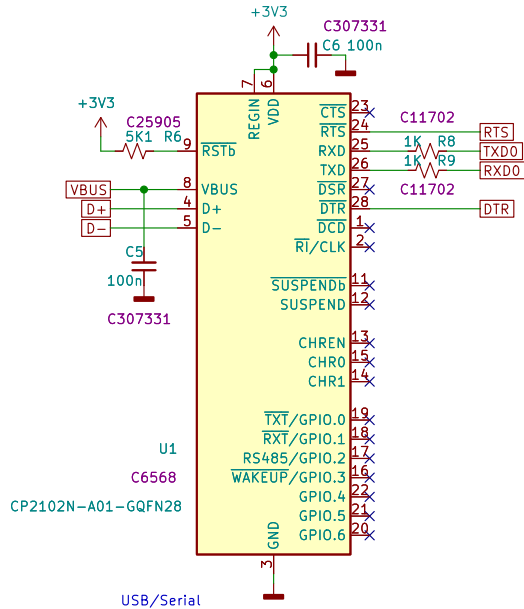 +3V3
C307331
C6 100n
7
6
REGIN
VDD
+3V3
C25905
5K1 R6
9
RSTb
VBUS
8
VBUS
D+
4
D+
D-
5
D-
C5
100n
C307331
CTS
23
RTS
24
C11702
RTS
RXD
25
1K R8
TXD0
TXD
26
1K R9
RXD0
DSR
27
C11702
DTR
28
DTR
DCD
1
RI/CLK
2
SUSPENDb
11
SUSPEND
12
CHREN
13
CHR0
15
CHR1
14
TXT/GPIO.0
19
RXT/GPIO.1
18
RS485/GPIO.2
17
WAKEUP/GPIO.3
16
GPIO.4
22
GPIO.5
21
GPIO.6
20
U1
C6568
CP2102N-A01-GQFN28
GND
3
USB/Serial